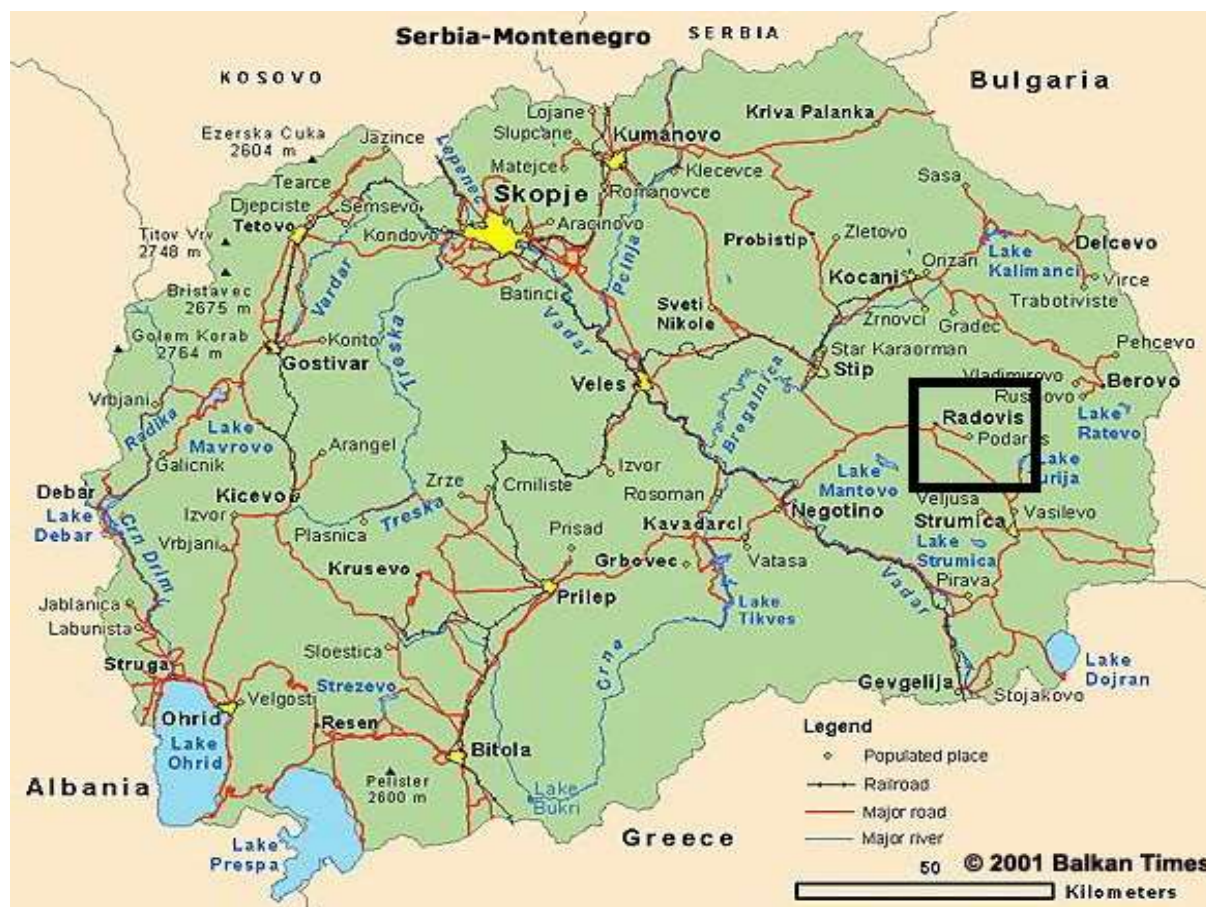 Serbia-Montenegro
SERBIA
KOSOVO
Bulgaria
Lojane
Kriva Palanka
Slupcane
Kumanovo
Ezerska Cuka
2604 m
Jazince
Lepenec
Matejce
Klecevce
Sasa
Tearce
Skopje
Romanovce
Djepciste
Semsevo
Tetovo
Kondovo
Aracinovo
Titov Vrv
2748 m
Probistip
Zletovo
Delcevo
Lake
Kalimanci
Orizari
Kocani
Virce
Bristavec
2675 m
Vardar
Batinci
Pcinja
Trabotiviste
Golem Korab
2764 m
Konto
Treska
Vadar
Sveti
Nikole
Zrnovci
Gradec
Gostivar
Star Karaorman
Pehcevo
Stip
Veles
Vladimirovo
Berovo
Vrbjani
Bregalnica
Radika
Lake
Mavrovo
Radovis
Lake
Ratevo
Arangel
Galicnik
Izvor
Lake
Mantovo
Zrze
Crniliste
Rosoman
Debar
Lake
Debar
Kicevo
Izvor
Treska
Negotino
Veljusa
Vasilevo
Strumica
Crn Drim
Vrbjani
Plasnica
Prisad
Kavadarci
Grbovec
Vatasa
Lake
Strumica
Krusevo
Prilep
Pirava
Vadar
Jablanica
Labunista
Lake
Tikves
Sloestica
Crna
Struga
Strezevo
Gevgelija
Stojakovo
Lake
Dojran
Velgosti
Ohrid
Lake
Ohrid
Resen
Bitola
Legend
Populated place
Railroad
Major road
Major river
Albania
Pelister
2600 m
Lake
Bukri
Greece
Lake
Prespa
50
© 2001 Balkan Times
Kilometers